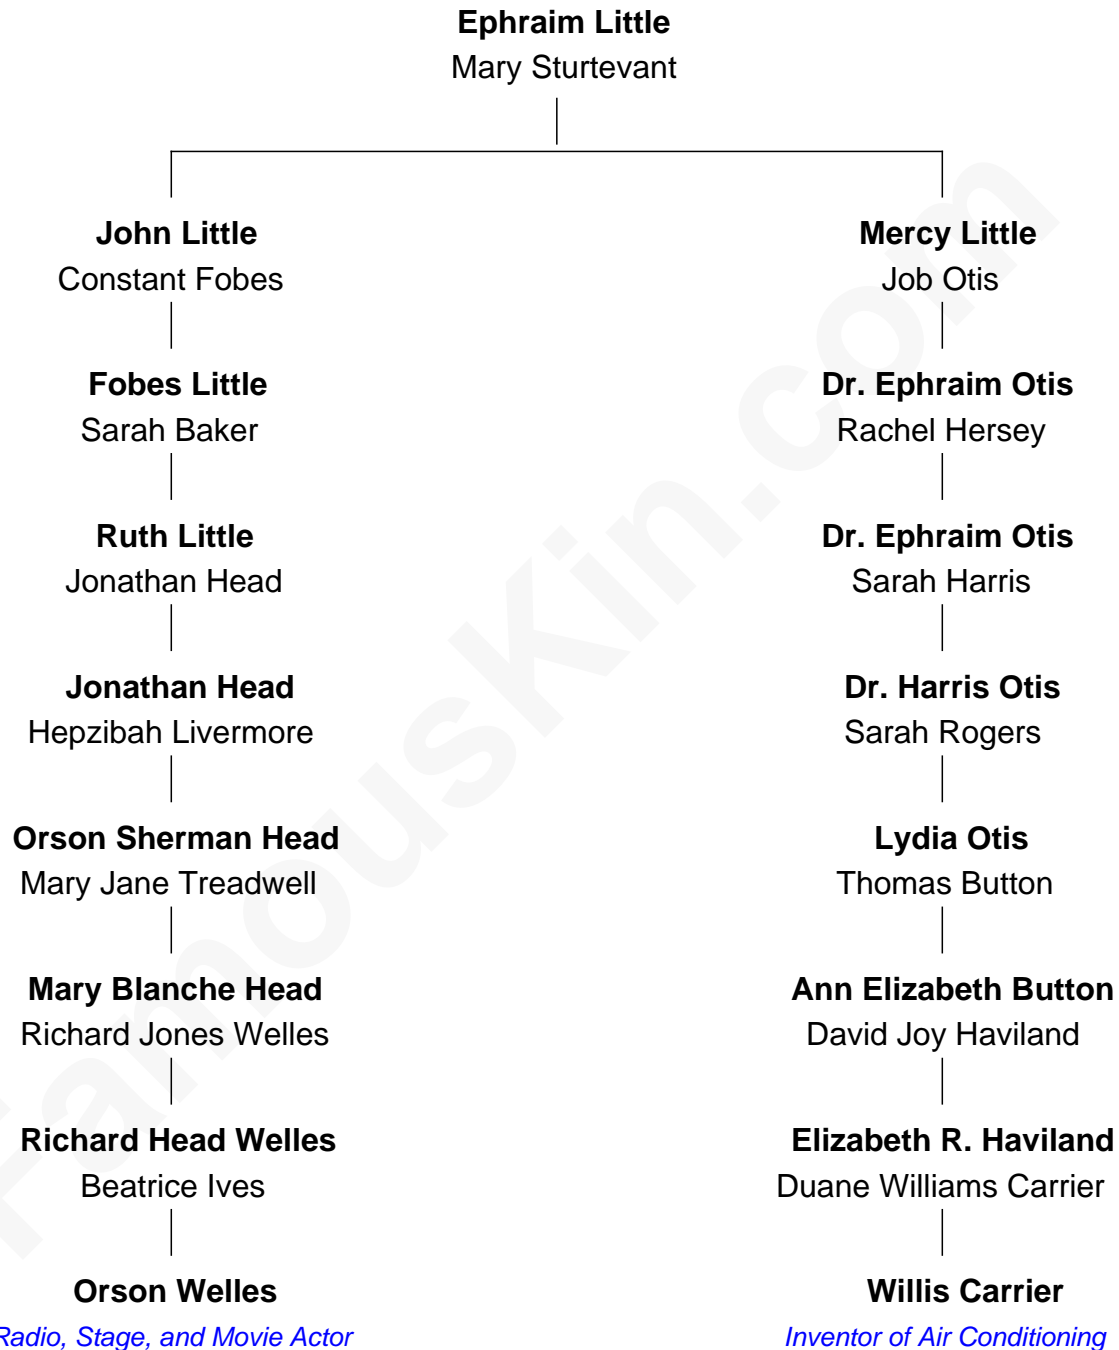 Ephraim Little
Mary Sturtevant
John Little
Constant Fobes
Mercy Little
Job Otis
Fobes Little
Sarah Baker
Dr. Ephraim Otis
Rachel Hersey
Ruth Little
Jonathan Head
Dr. Ephraim Otis
Sarah Harris
Jonathan Head
Hepzibah Livermore
Dr. Harris Otis
Sarah Rogers
Orson Sherman Head
Mary Jane Treadwell
Lydia Otis
Thomas Button
Mary Blanche Head
Richard Jones Welles
Ann Elizabeth Button
David Joy Haviland
Richard Head Welles
Beatrice Ives
Elizabeth R. Haviland
Duane Williams Carrier
Orson Welles
Radio, Stage, and Movie Actor
Willis Carrier
Inventor of Air Conditioning
FamousKin.com